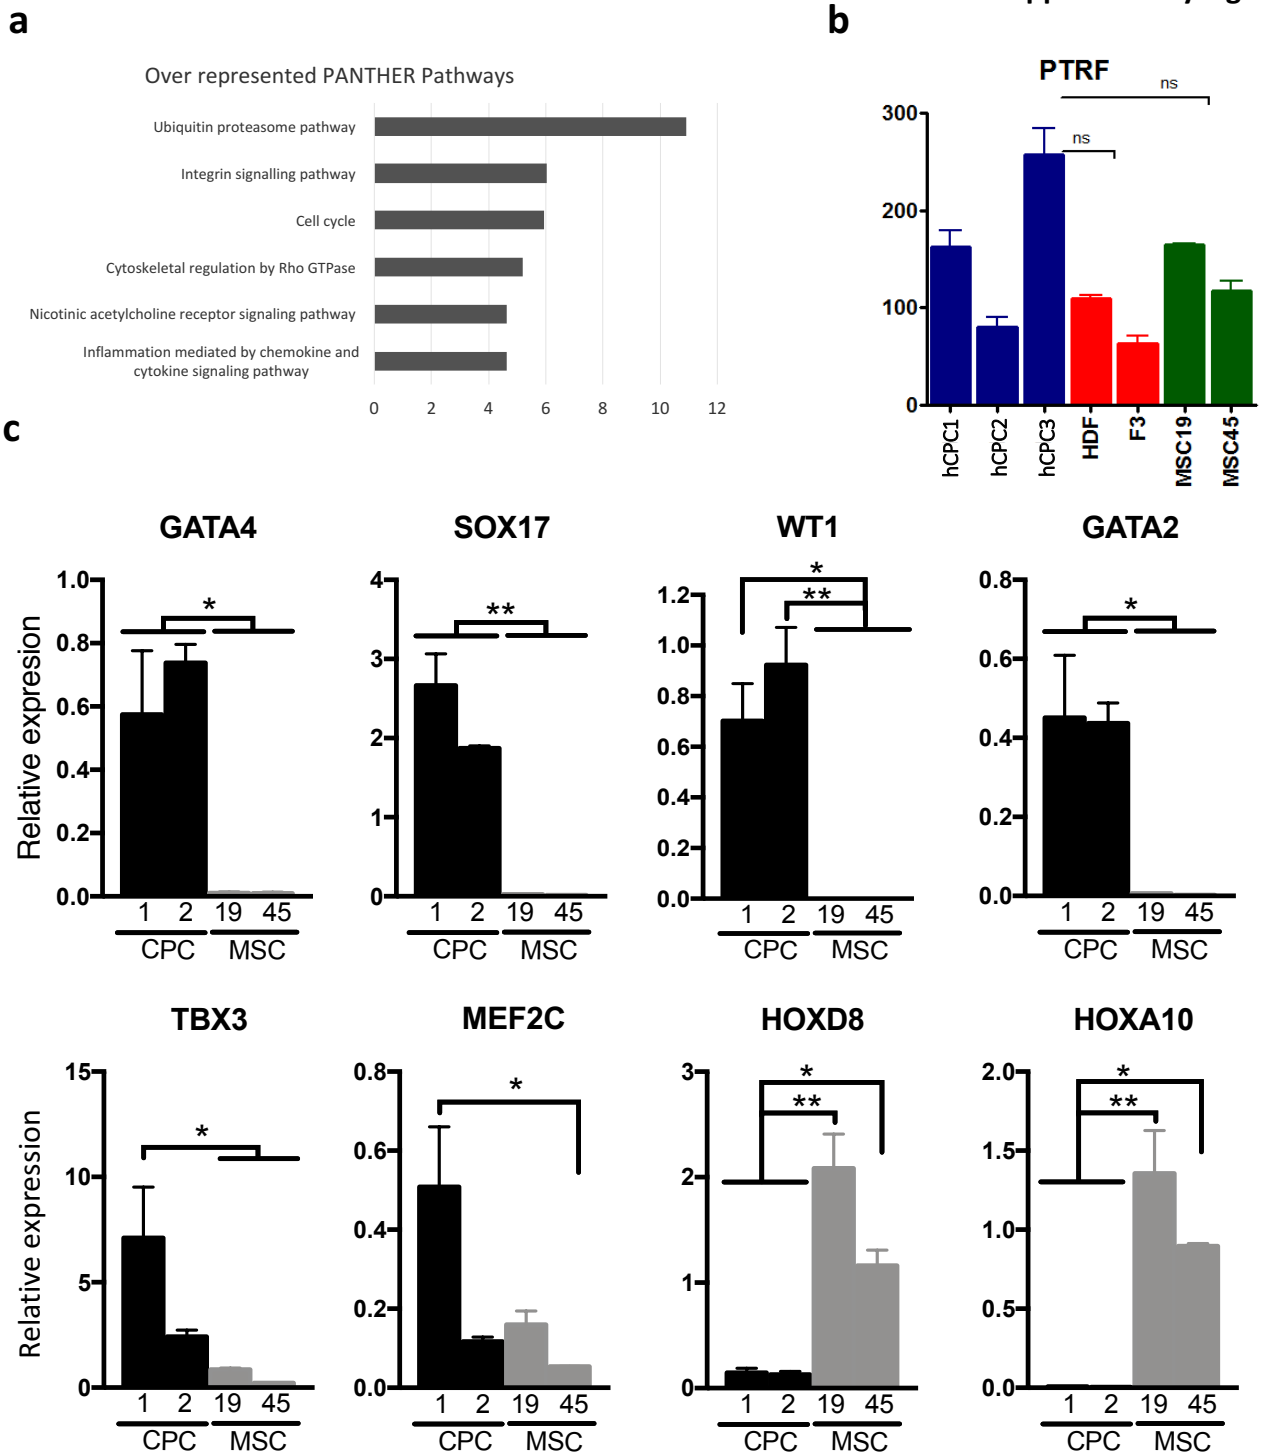 a
b
Over represented PANTHER Pathways
Ubiquitin proteasome pathway
Integrin signalling pathway
Cell cycle
Cytoskeletal regulation by Rho GTPase
Nicotinic acetylcholine receptor signaling pathway
Inflammation mediated by chemokine and
cytokine signaling pathway
0 2 4 6 8 10 12
PTRF
ns
ns
300
200
100
0
hCPC1 hCPC2 hCPC3 HDF F3 MSC19 MSC45
c
GATA4
Relative expresion
1.0
0.8
0.6
0.4
0.2
0.0
*
1 2 19 45
CPC MSC
SOX17
4
3
2
1
0
**
1 2 19 45
CPC MSC
WT1
1.2
1.0
0.8
0.6
0.4
0.2
0.0
*
**
1 2 19 45
CPC MSC
GATA2
0.8
0.6
0.4
0.2
0.0
*
1 2 19 45
CPC MSC
TBX3
Relative expression
15
10
5
0
*
1 2 19 45
CPC MSC
MEF2C
0.8
0.6
0.4
0.2
0.0
*
1 2 19 45
CPC MSC
HOXD8
3
2
1
0
*
**
1 2 19 45
CPC MSC
HOXA10
2.0
1.5
1.0
0.5
0.0
*
**
1 2 19 45
CPC MSC